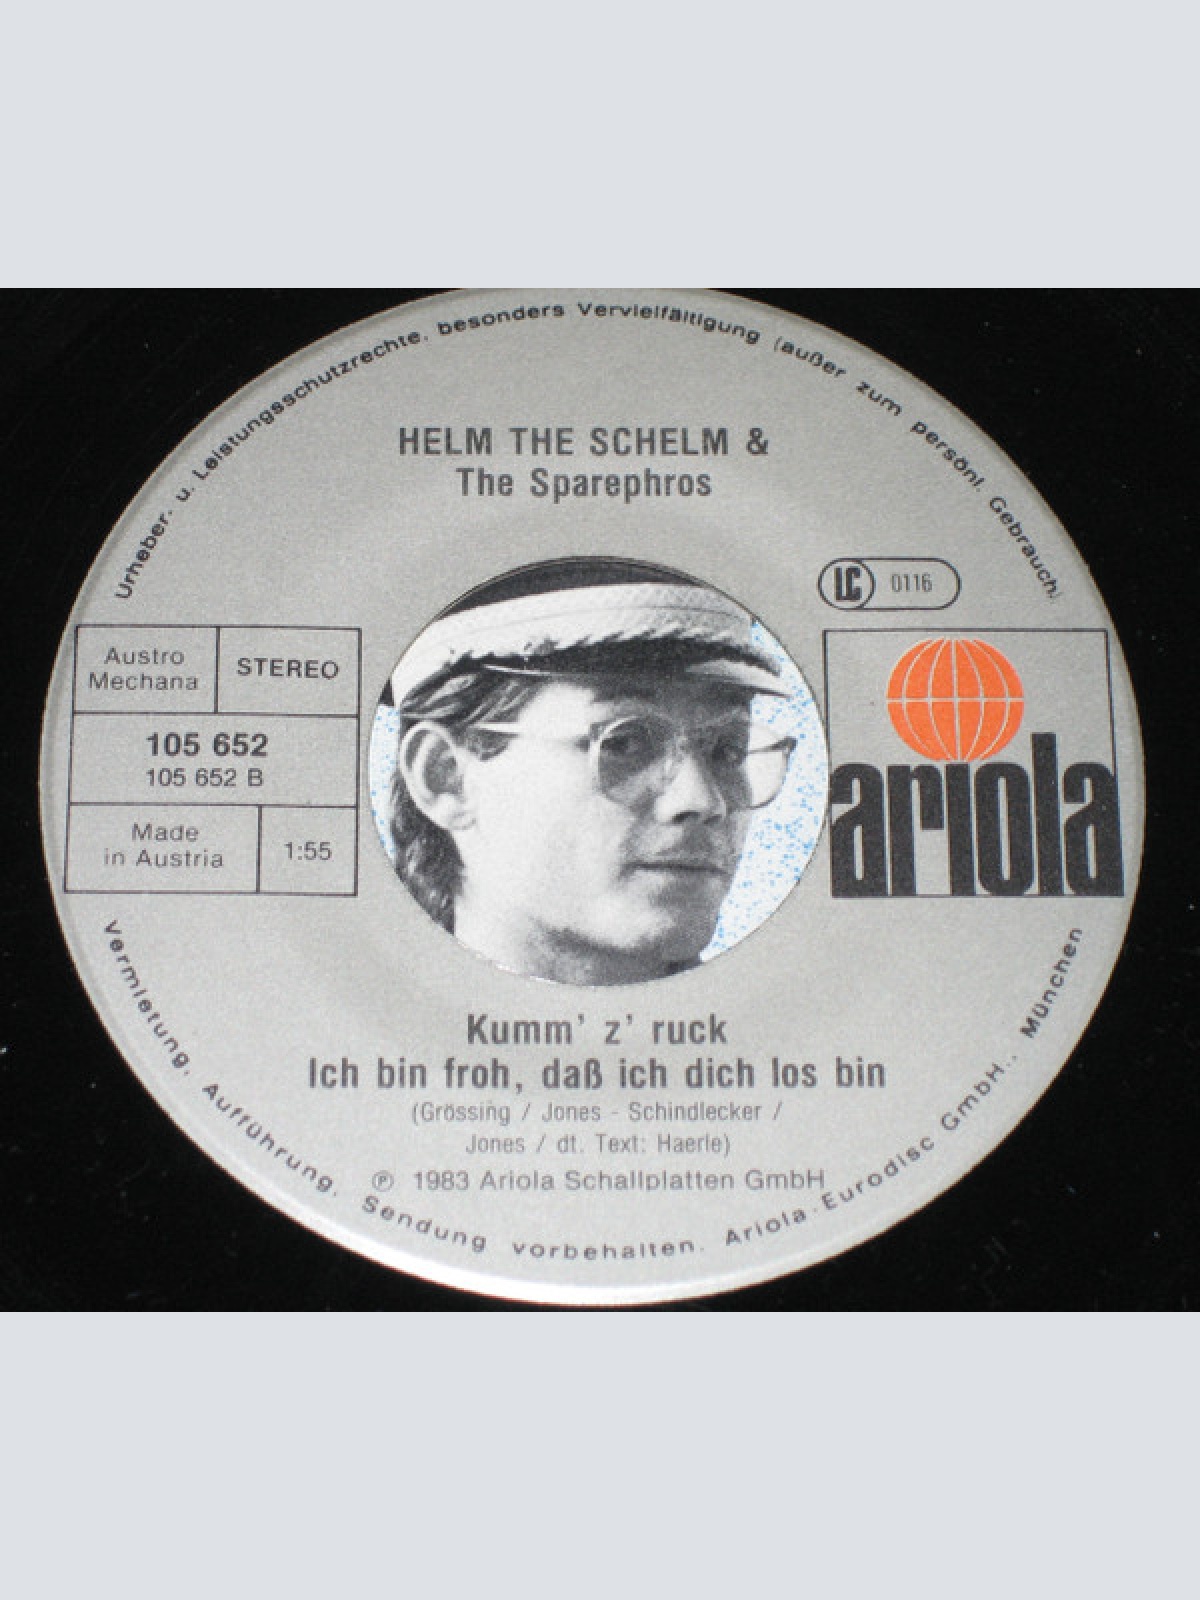 Urheber- u. Leistungsschutzrechte, besonders Vervielfältigung (außer zum persönl. Gebrauch),
HELM THE SCHELM &
The Sparephros
LC 0116
Austro
Mechana
STEREO
105 652
105 652 B
Made
in Austria
1:55
ariola
Kumm' z' ruck
Ich bin froh, daß ich dich los bin
(Grössing / Jones - Schindlecker /
Jones / dt. Text: Haerle)
℗ 1983 Ariola Schallplatten GmbH
Vermietung, Aufführung, Sendung vorbehalten. Ariola-Eurodisc GmbH., München